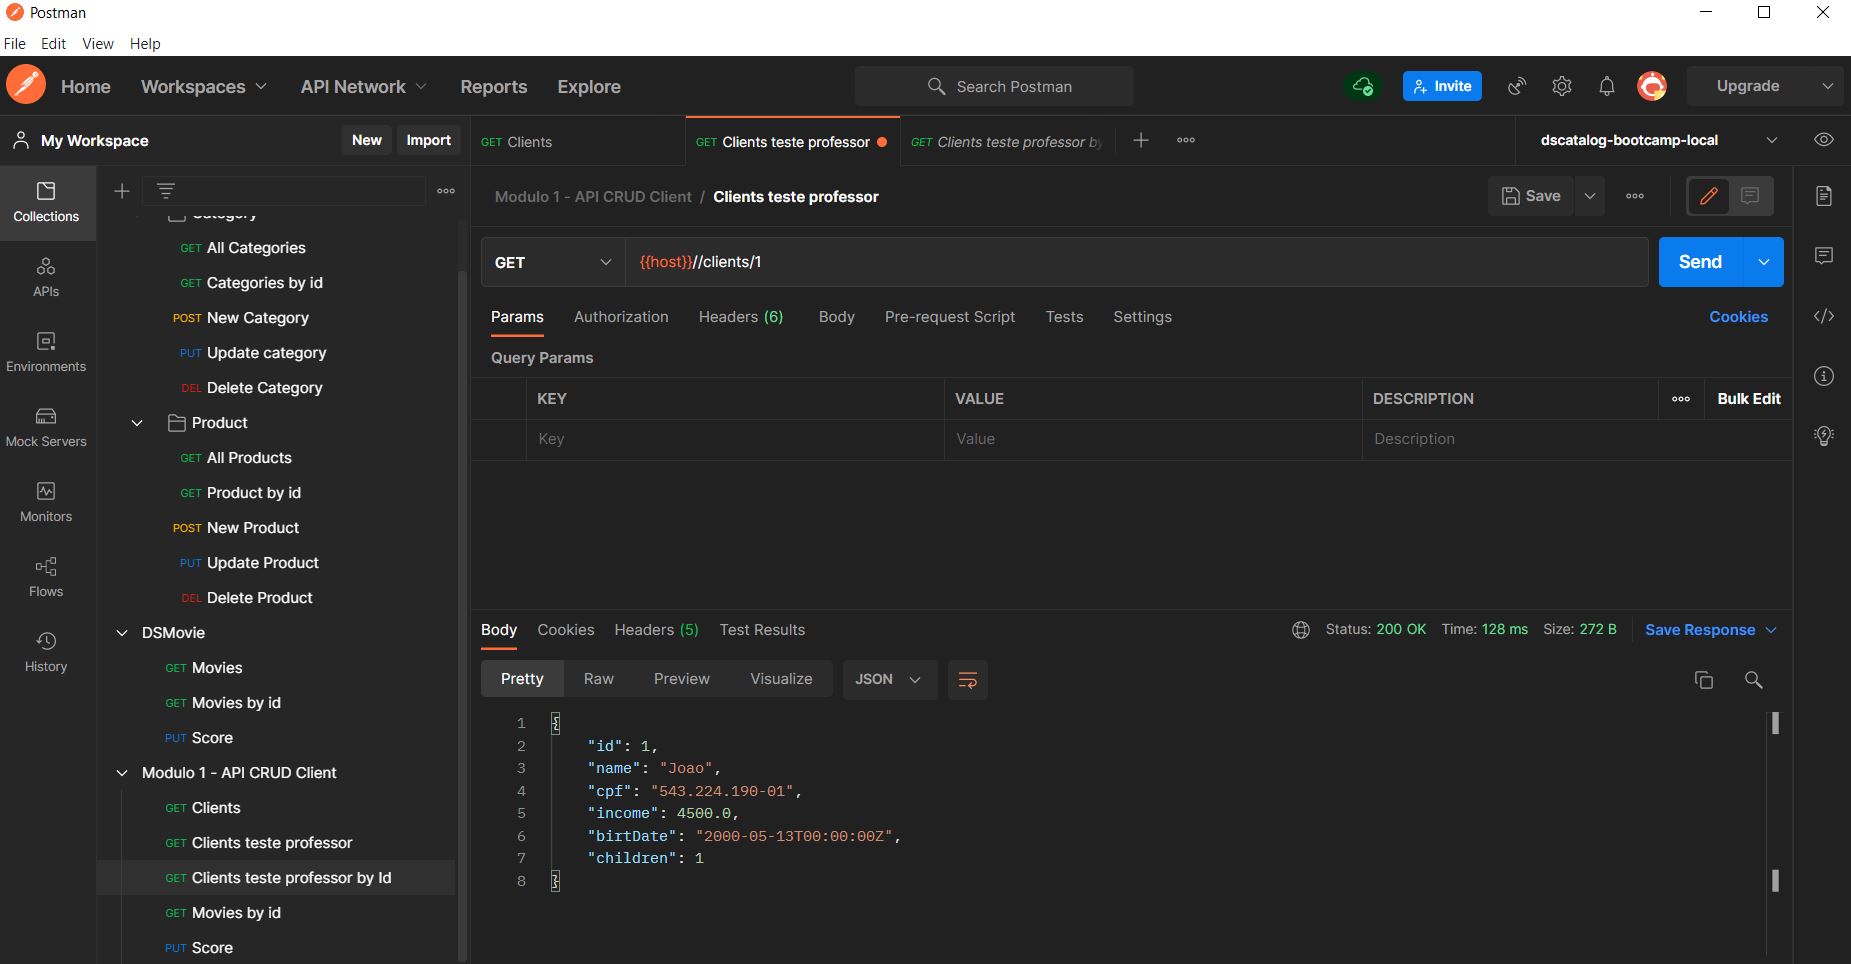 Postman
File Edit View Help
Home Workspaces API Network Reports Explore Search Postman Invite Upgrade
My Workspace New Import
GET Clients GET Clients teste professor GET Clients teste professor by dscatalog-bootcamp-local
Modulo 1 - API CRUD Client / Clients teste professor Save
Collections
APIs
Environments
Mock Servers
Monitors
Flows
History
Category
GET All Categories
GET Categories by id
POST New Category
PUT Update category
DEL Delete Category
Product
GET All Products
GET Product by id
POST New Product
PUT Update Product
DEL Delete Product
DSMovie
GET Movies
GET Movies by id
PUT Score
Modulo 1 - API CRUD Client
GET Clients
GET Clients teste professor
GET Clients teste professor by Id
GET Movies by id
PUT Score
GET {{host}}//clients/1 Send
Params Authorization Headers (6) Body Pre-request Script Tests Settings Cookies
Query Params
KEY VALUE DESCRIPTION Bulk Edit
Key Value Description
Body Cookies Headers (5) Test Results Status: 200 OK Time: 128 ms Size: 272 B Save Response
Pretty Raw Preview Visualize JSON
1 {
2 "id": 1,
3 "name": "Joao",
4 "cpf": "543.224.190-01",
5 "income": 4500.0,
6 "birtDate": "2000-05-13T00:00:00Z",
7 "children": 1
8 }